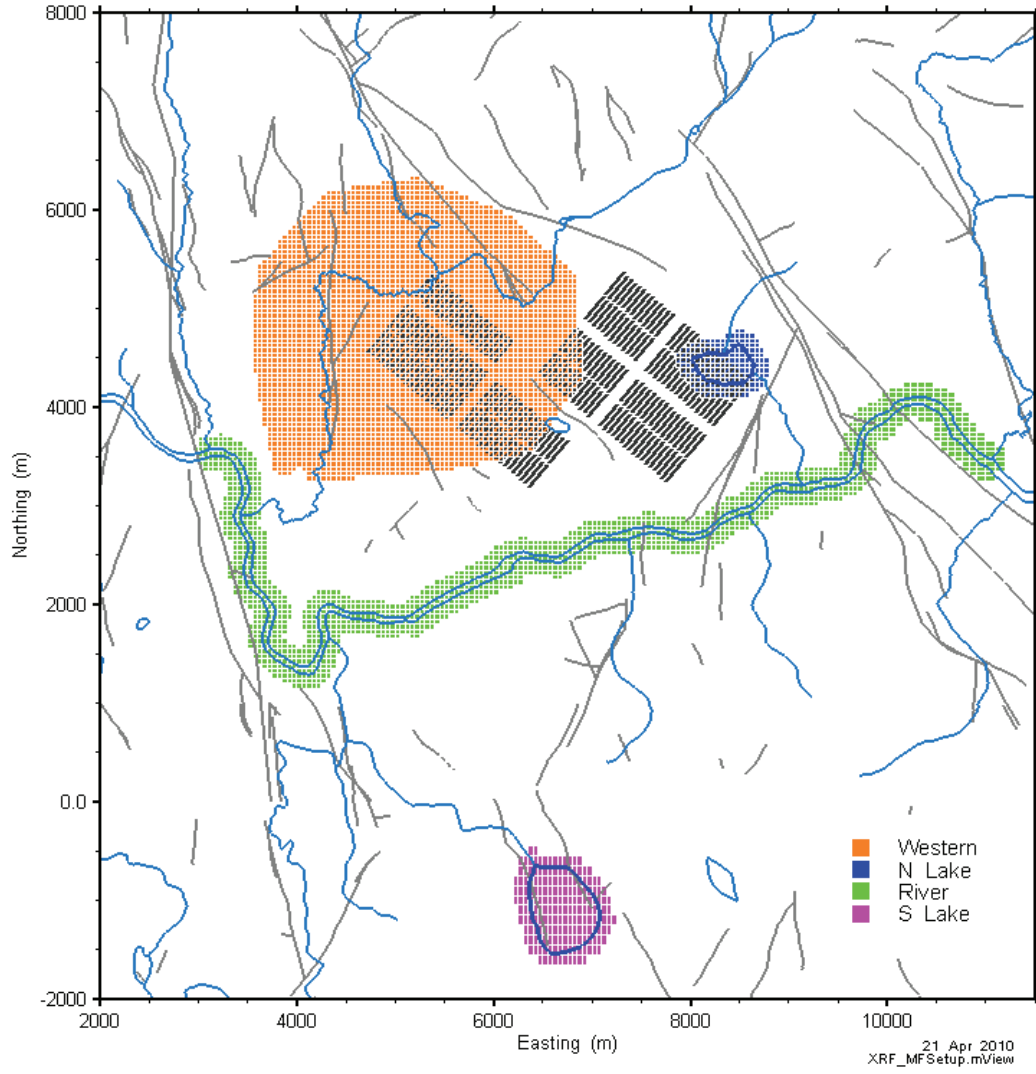 8000
6000
4000
2000
0.0
-2000
Northing (m)
2000
4000
6000
8000
10000
Easting (m)
Western
N Lake
River
S Lake
21 Apr 2010
XRF_MFSetup.mView